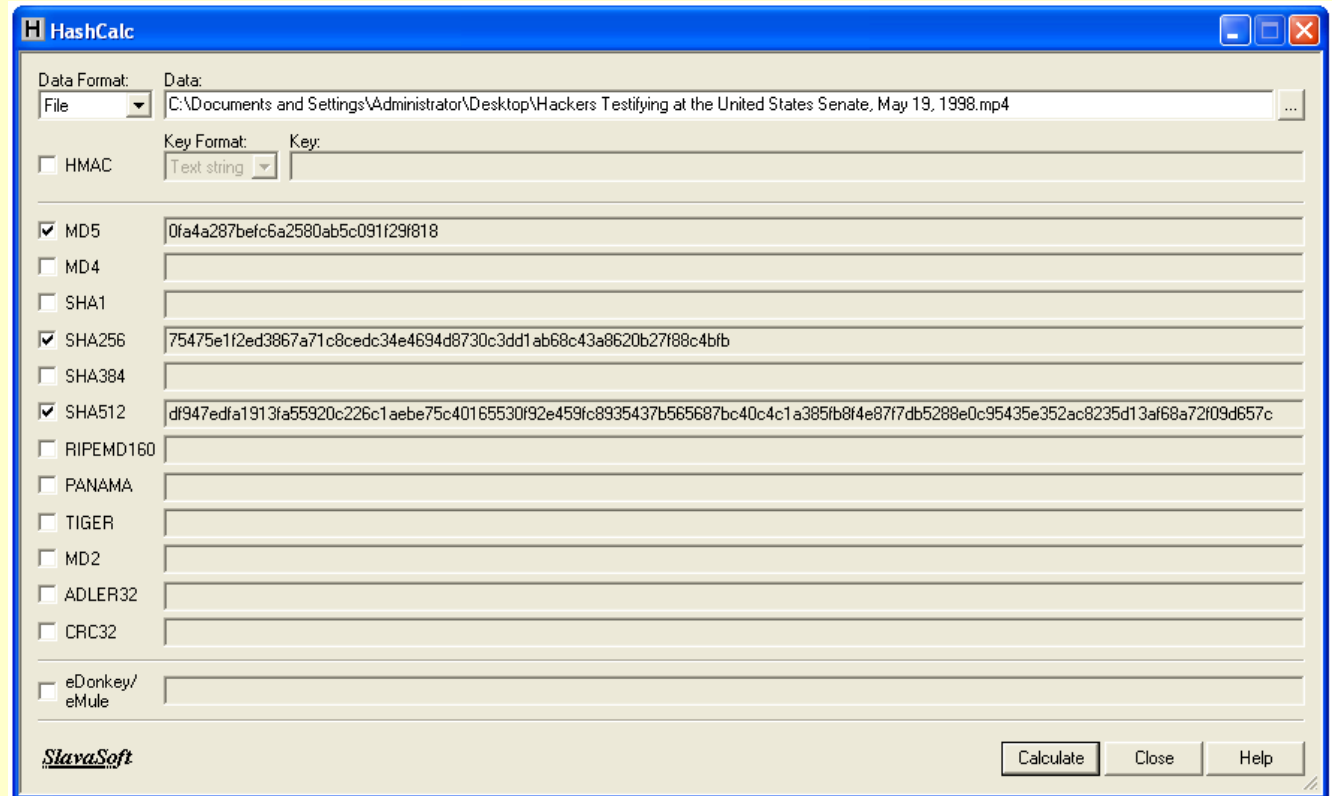 HashCalc
Data Format: Data:
File C:\Documents and Settings\Administrator\Desktop\Hackers Testifying at the United States Senate, May 19, 1998.mp4 ...
Key Format: Key:
HMAC Text string
MD5 0fa4a287befc6a2580ab5c091f29f818
MD4
SHA1
SHA256 75475e1f2ed3867a71c8cedc34e4694d8730c3dd1ab68c43a8620b27f88c4bfb
SHA384
SHA512 df947edfa1913fa55920c226c1aebe75c40165530f92e459fc8935437b565687bc40c4c1a385fb8f4e87f7db5288e0c95435e352ac8235d13af68a72f09d657c
RIPEMD160
PANAMA
TIGER
MD2
ADLER32
CRC32
eDonkey/
eMule
SlavaSoft Calculate Close Help